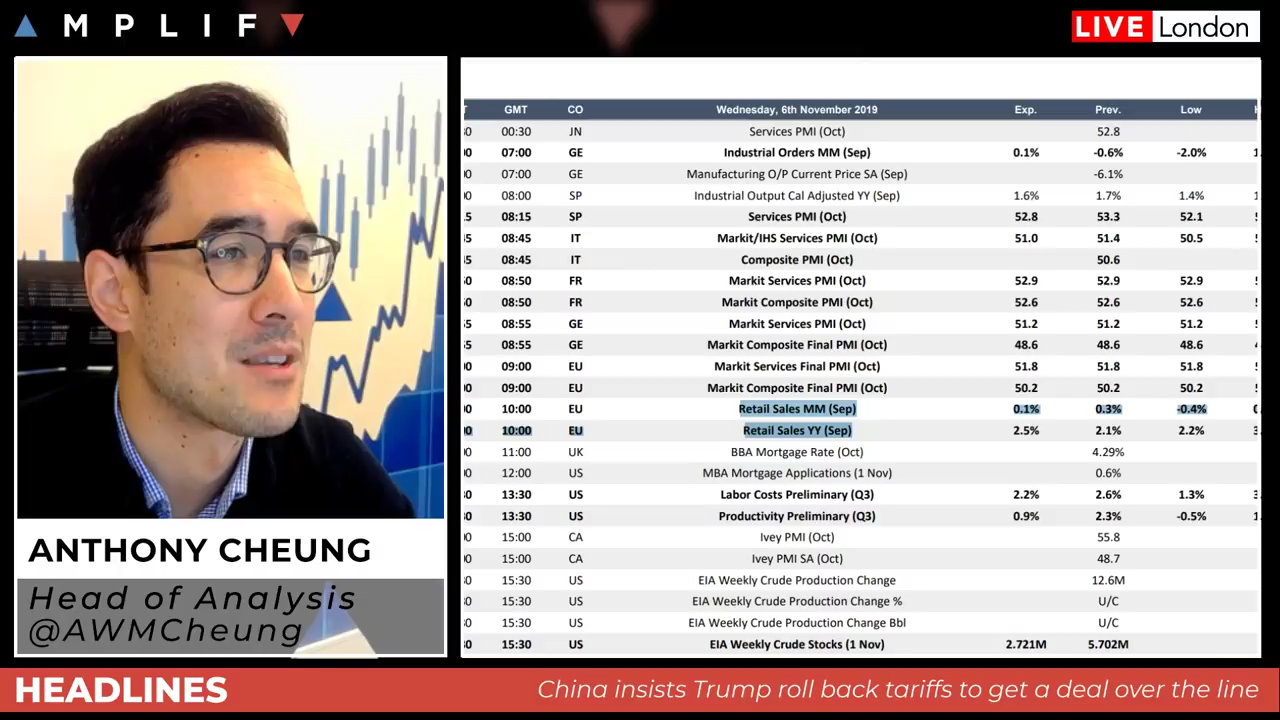 ▲ M P L I F ▼
LIVE London
GMT CO Wednesday, 6th November 2019 Exp. Prev. Low
00:30 JN Services PMI (Oct) 52.8
07:00 GE Industrial Orders MM (Sep) 0.1% -0.6% -2.0%
07:00 GE Manufacturing O/P Current Price SA (Sep) -6.1%
08:00 SP Industrial Output Cal Adjusted YY (Sep) 1.6% 1.7% 1.4%
08:15 SP Services PMI (Oct) 52.8 53.3 52.1
08:45 IT Markit/IHS Services PMI (Oct) 51.0 51.4 50.5
08:45 IT Composite PMI (Oct) 50.6
08:50 FR Markit Services PMI (Oct) 52.9 52.9 52.9
08:50 FR Markit Composite PMI (Oct) 52.6 52.6 52.6
08:55 GE Markit Services PMI (Oct) 51.2 51.2 51.2
08:55 GE Markit Composite Final PMI (Oct) 48.6 48.6 48.6
09:00 EU Markit Services Final PMI (Oct) 51.8 51.8 51.8
09:00 EU Markit Composite Final PMI (Oct) 50.2 50.2 50.2
10:00 EU Retail Sales MM (Sep) 0.1% 0.3% -0.4%
10:00 EU Retail Sales YY (Sep) 2.5% 2.1% 2.2%
11:00 UK BBA Mortgage Rate (Oct) 4.29%
12:00 US MBA Mortgage Applications (1 Nov) 0.6%
13:30 US Labor Costs Preliminary (Q3) 2.2% 2.6% 1.3%
13:30 US Productivity Preliminary (Q3) 0.9% 2.3% -0.5%
15:00 CA Ivey PMI (Oct) 55.8
15:00 CA Ivey PMI SA (Oct) 48.7
15:30 US EIA Weekly Crude Production Change 12.6M
15:30 US EIA Weekly Crude Production Change % U/C
15:30 US EIA Weekly Crude Production Change Bbl U/C
15:30 US EIA Weekly Crude Stocks (1 Nov) 2.721M 5.702M
ANTHONY CHEUNG
Head of Analysis
@AWMCheung
HEADLINES China insists Trump roll back tariffs to get a deal over the line